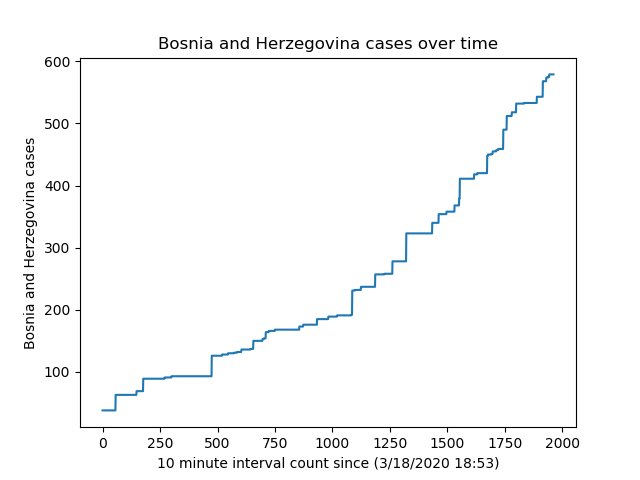 Bosnia and Herzegovina cases over time
600
500
400
300
200
100
Bosnia and Herzegovina cases
0 250 500 750 1000 1250 1500 1750 2000
10 minute interval count since (3/18/2020 18:53)